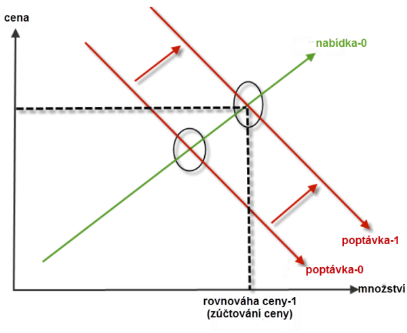 cena
nabidka-0
poptávka-1
poptávka-0
množství
rovnováha ceny-1
(zúčtování ceny)